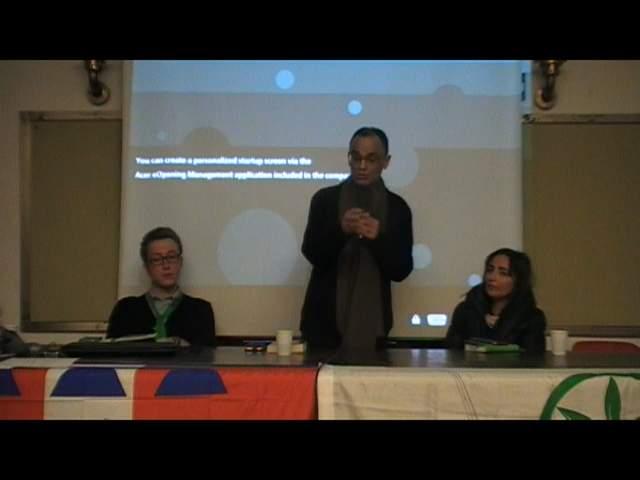 You can create a personalized startup screen via the
Acer eOpening Management application included in the